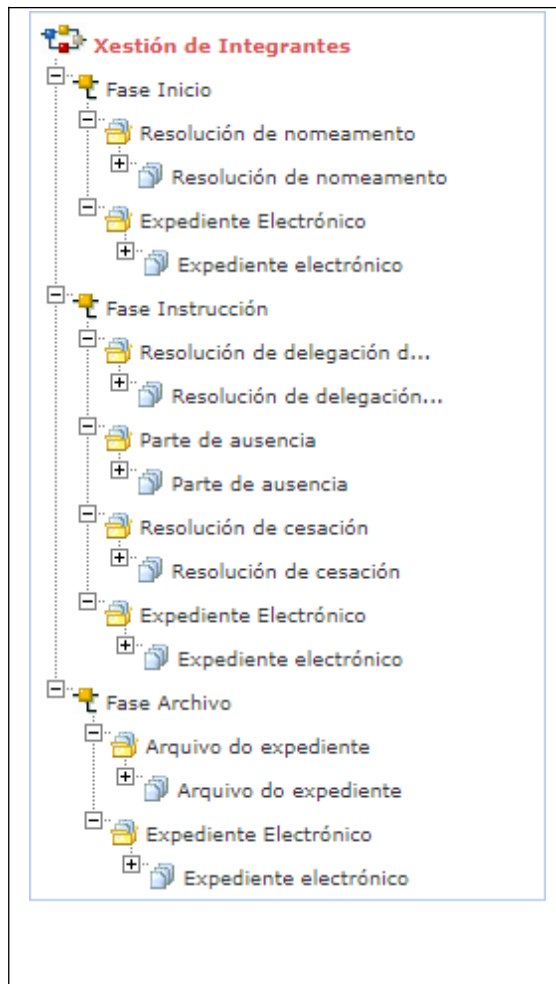 Xestión de Integrantes
Fase Inicio
Resolución de nomeamento
Resolución de nomeamento
Expediente Electrónico
Expediente electrónico
Fase Instrucción
Resolución de delegación d...
Resolución de delegación...
Parte de ausencia
Parte de ausencia
Resolución de cesación
Resolución de cesación
Expediente Electrónico
Expediente electrónico
Fase Archivo
Arquivo do expediente
Arquivo do expediente
Expediente Electrónico
Expediente electrónico